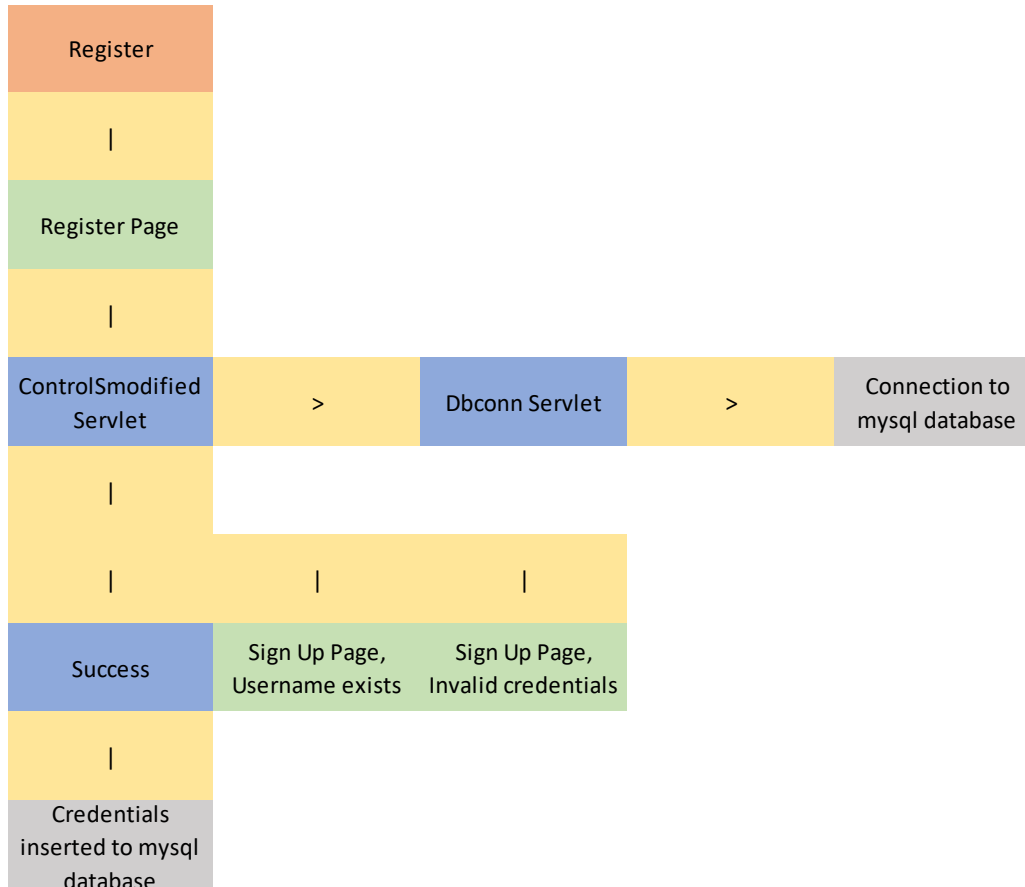 Register
|
Register Page
|
ControlSmodified
Servlet
>
Dbconn Servlet
>
Connection to
mysql database
|
|
|
|
Success
Sign Up Page,
Username exists
Sign Up Page,
Invalid credentials
|
Credentials
inserted to mysql
database